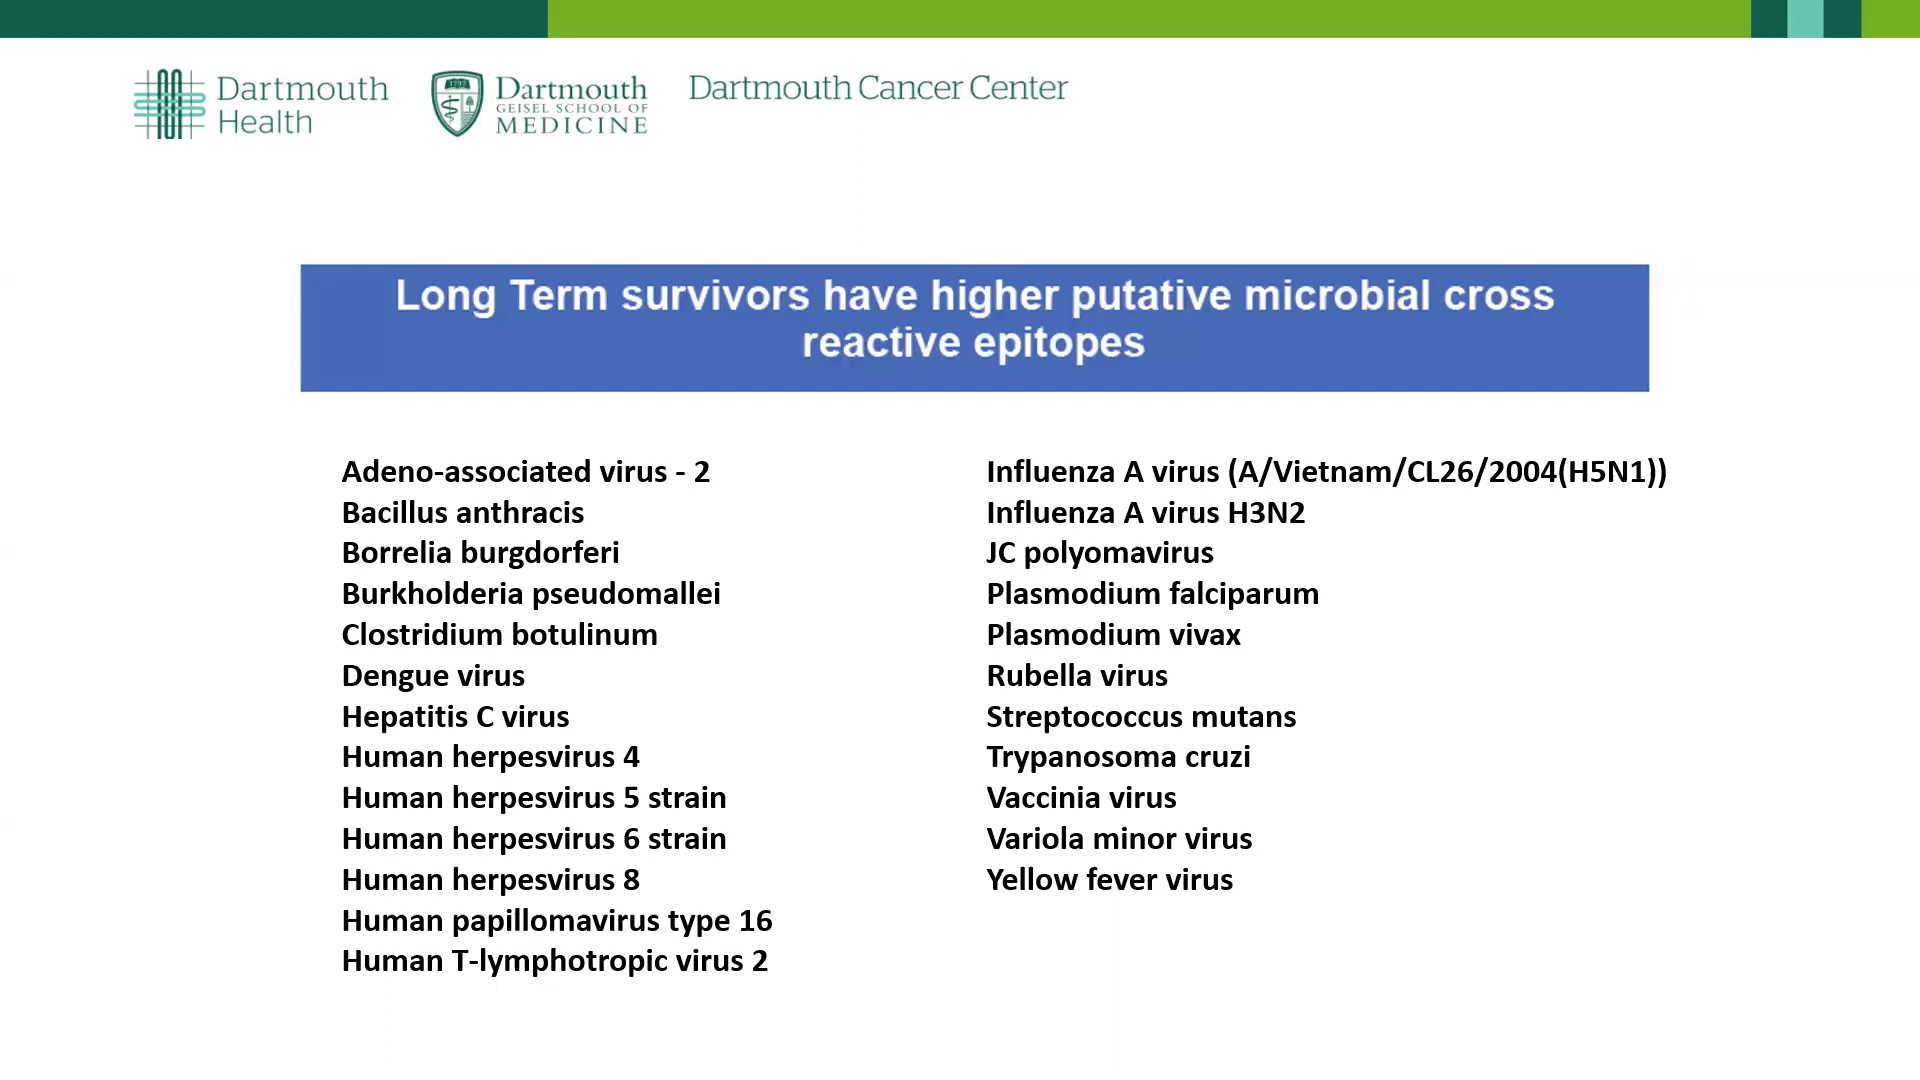 Dartmouth
Health
Dartmouth
GEISEL SCHOOL OF
MEDICINE
Dartmouth Cancer Center
Long Term survivors have higher putative microbial cross
reactive epitopes
Adeno-associated virus - 2
Bacillus anthracis
Borrelia burgdorferi
Burkholderia pseudomallei
Clostridium botulinum
Dengue virus
Hepatitis C virus
Human herpesvirus 4
Human herpesvirus 5 strain
Human herpesvirus 6 strain
Human herpesvirus 8
Human papillomavirus type 16
Human T-lymphotropic virus 2
Influenza A virus (A/Vietnam/CL26/2004(H5N1))
Influenza A virus H3N2
JC polyomavirus
Plasmodium falciparum
Plasmodium vivax
Rubella virus
Streptococcus mutans
Trypanosoma cruzi
Vaccinia virus
Variola minor virus
Yellow fever virus